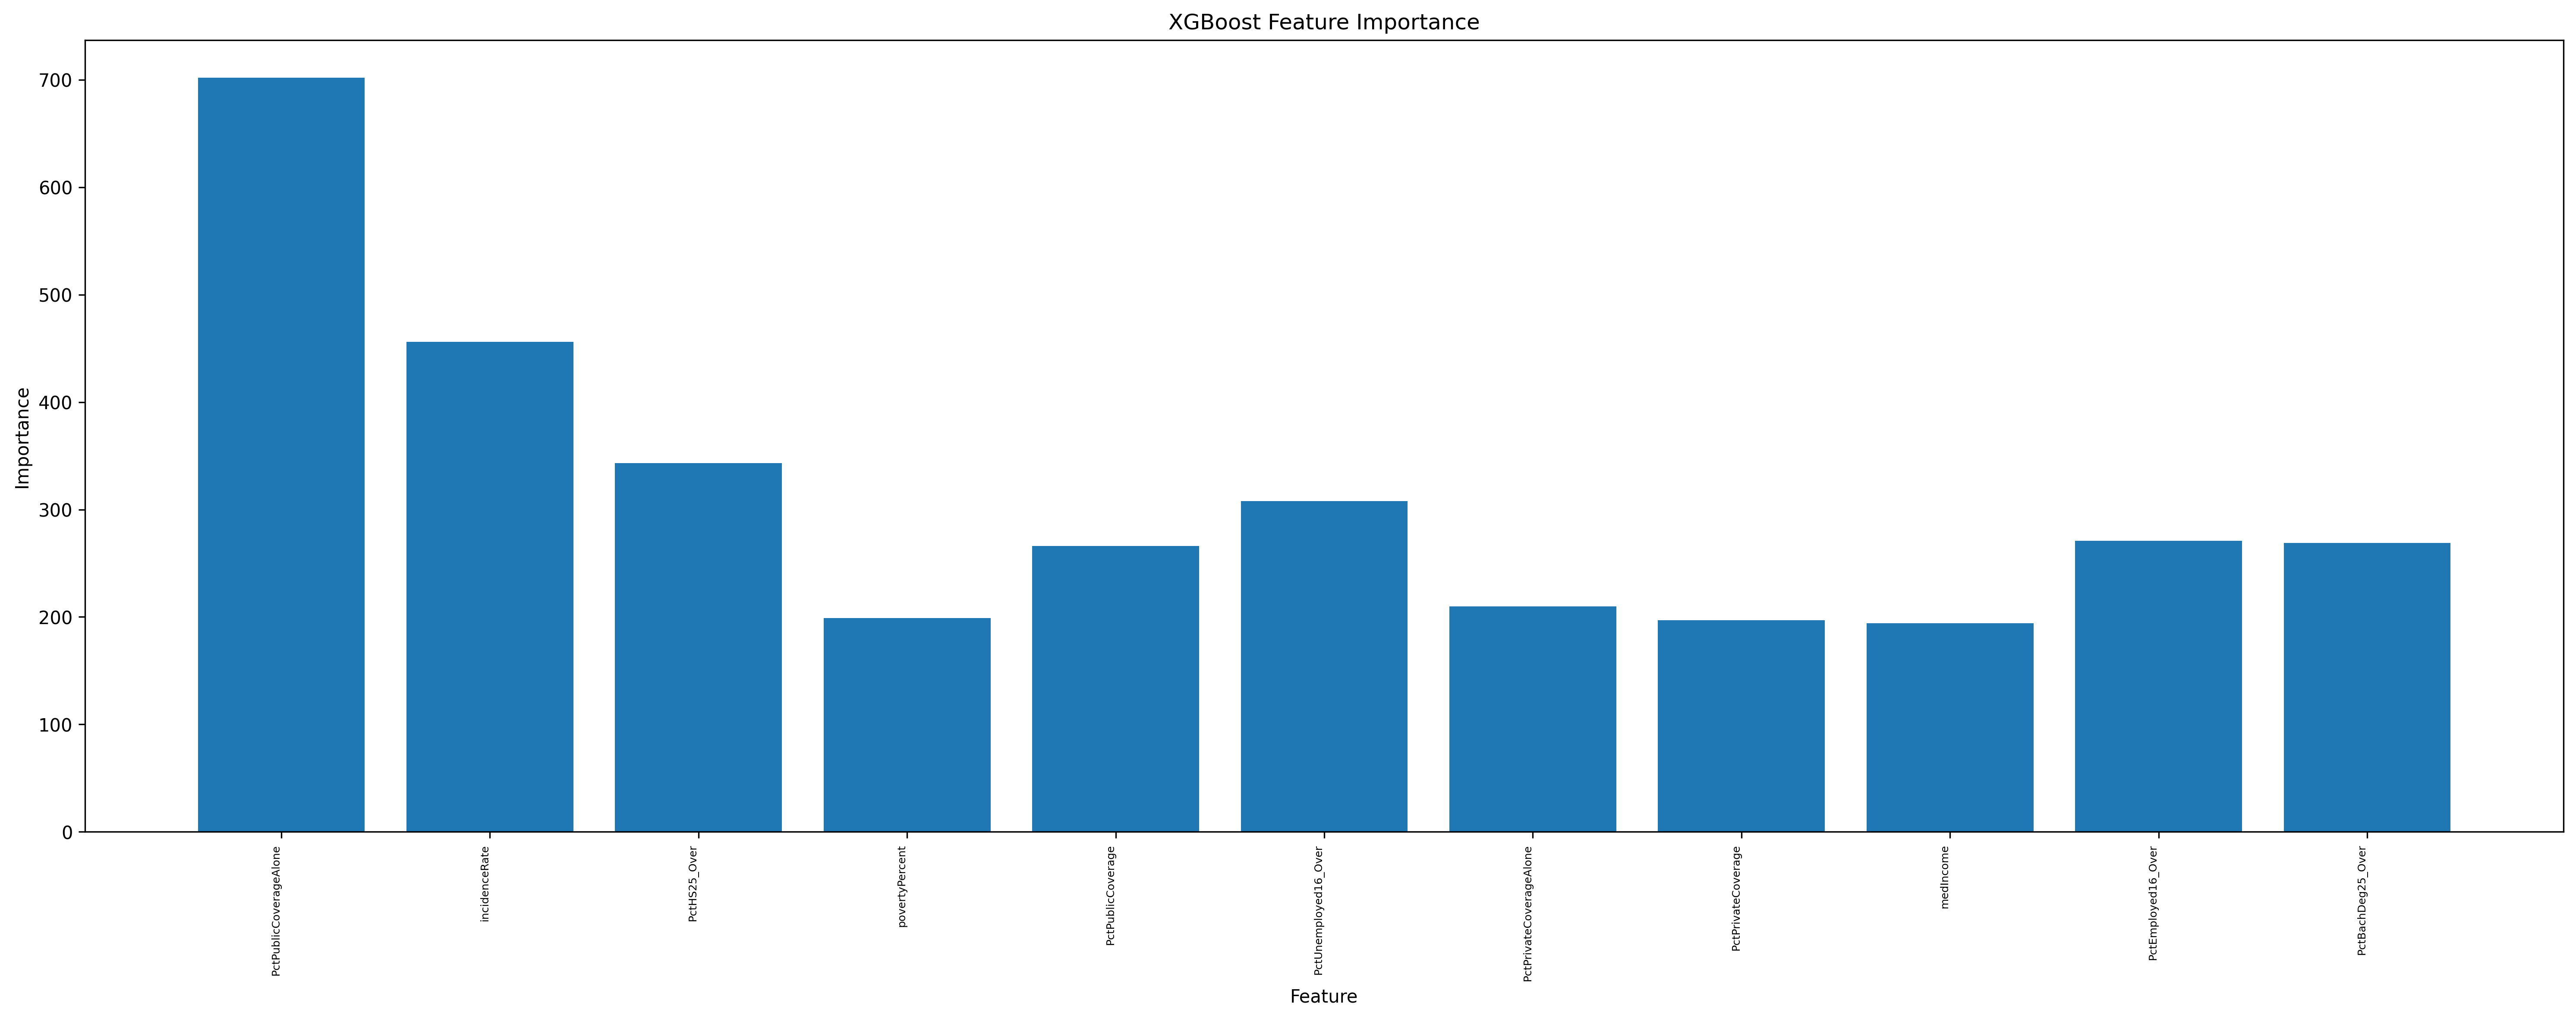 XGBoost Feature Importance
Importance
700
600
500
400
300
200
100
0
PctPublicCoverageAlone
incidenceRate
PctHS25_Over
povertyPercent
PctPublicCoverage
PctUnemployed16_Over
PctPrivateCoverageAlone
PctPrivateCoverage
medIncome
PctEmployed16_Over
PctBachDeg25_Over
Feature